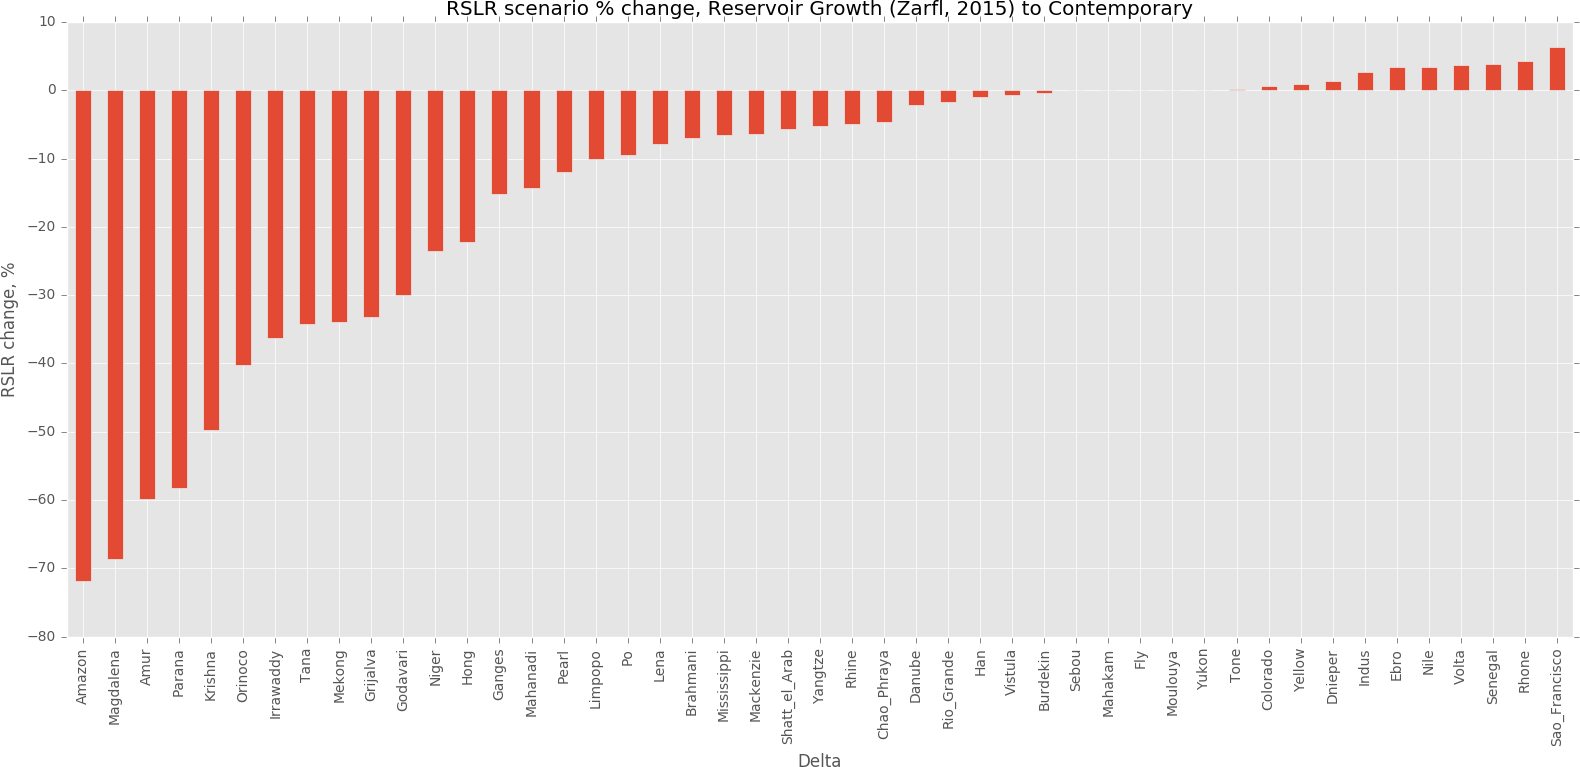 RSLR scenario % change, Reservoir Growth (Zarfl, 2015) to Contemporary
10
0
−10
−20
−30
−40
−50
−60
−70
−80
RSLR change, %
Amazon
Magdalena
Amur
Parana
Krishna
Orinoco
Irrawaddy
Tana
Mekong
Grijalva
Godavari
Niger
Hong
Ganges
Mahanadi
Pearl
Limpopo
Po
Lena
Brahmani
Mississippi
Mackenzie
Shatt_el_Arab
Yangtze
Rhine
Chao_Phraya
Danube
Rio_Grande
Han
Vistula
Burdekin
Sebou
Mahakam
Fly
Moulouya
Yukon
Tone
Colorado
Yellow
Dnieper
Indus
Ebro
Nile
Volta
Senegal
Rhone
Sao_Francisco
Delta